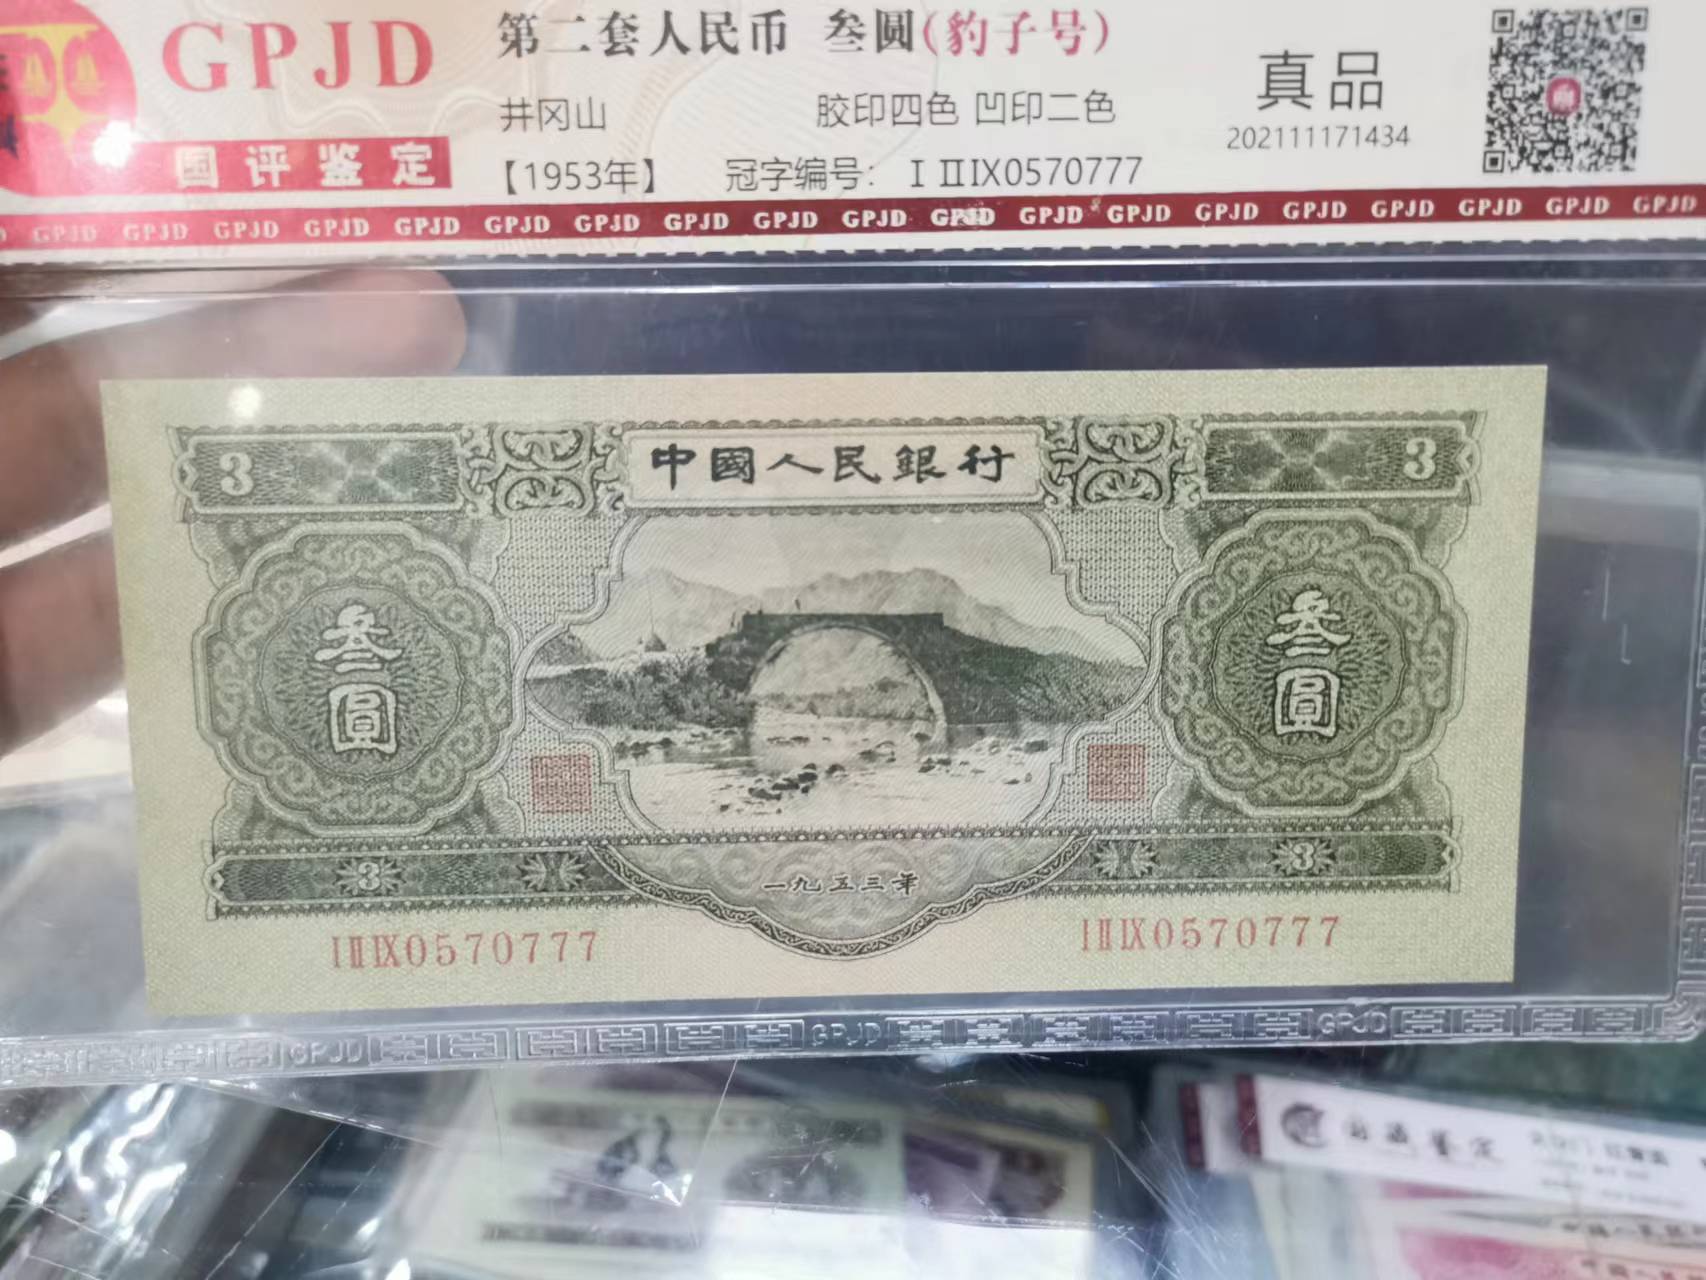 GPJD
国评鉴定
第二套人民币 叁圆(豹子号)
井冈山 胶印四色 凹印二色
【1953年】 冠字编号: I II IX0570777
真品
202111171434
GPJD GPJD GPJD GPJD GPJD GPJD GPJD GPJD GPJD GPJD GPJD GPJD GPJD GPJD GPJD GPJD GPJD GPJD GPJD
3 中國人民銀行 3
叁圓
叁圓
3 一九五三年 3
I II IX0570777 I II IX0570777
GPJD GPJD GPJD
鉴定